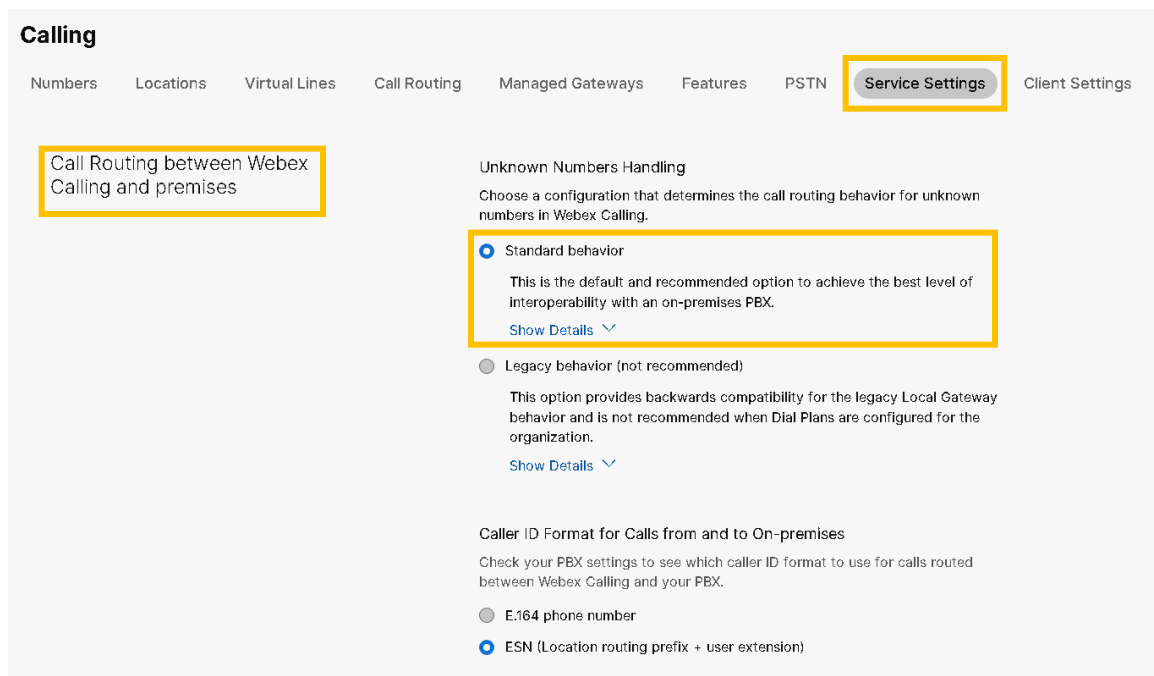 Calling
Numbers Locations Virtual Lines Call Routing Managed Gateways Features PSTN Service Settings Client Settings
Call Routing between Webex
Calling and premises
Unknown Numbers Handling
Choose a configuration that determines the call routing behavior for unknown
numbers in Webex Calling.
Standard behavior
This is the default and recommended option to achieve the best level of
interoperability with an on-premises PBX.
Show Details
Legacy behavior (not recommended)
This option provides backwards compatibility for the legacy Local Gateway
behavior and is not recommended when Dial Plans are configured for the
organization.
Show Details
Caller ID Format for Calls from and to On-premises
Check your PBX settings to see which caller ID format to use for calls routed
between Webex Calling and your PBX.
E.164 phone number
ESN (Location routing prefix + user extension)